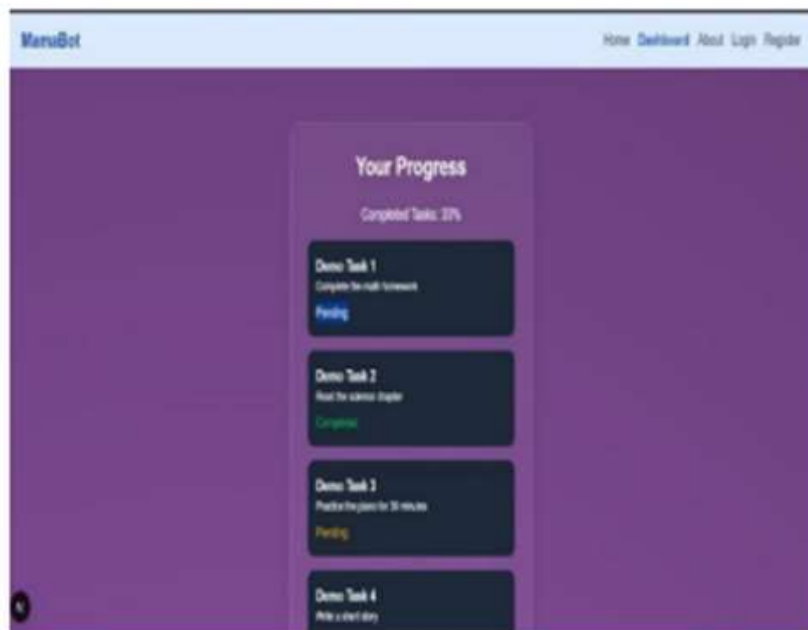 MamaBot
Home Dashboard About Login Register
Your Progress
Completed Tasks: 33%
Demo Task 1
Complete the math homework
Pending
Demo Task 2
Read the science chapter
Completed
Demo Task 3
Practice the piano for 30 minutes
Pending
Demo Task 4
Write a short story